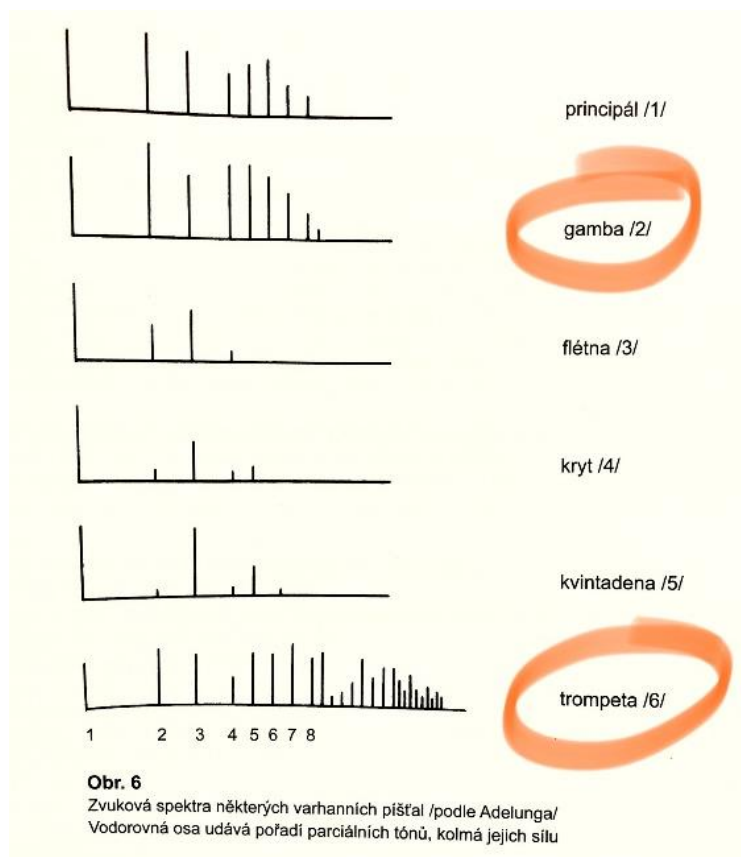 principál /1/
gamba /2/
flétna /3/
kryt /4/
kvintadena /5/
trompeta /6/
1 2 3 4 5 6 7 8
Obr. 6
Zvuková spektra některých varhanních píšťal /podle Adelunga/
Vodorovná osa udává pořadí parciálních tónů, kolmá jejich sílu